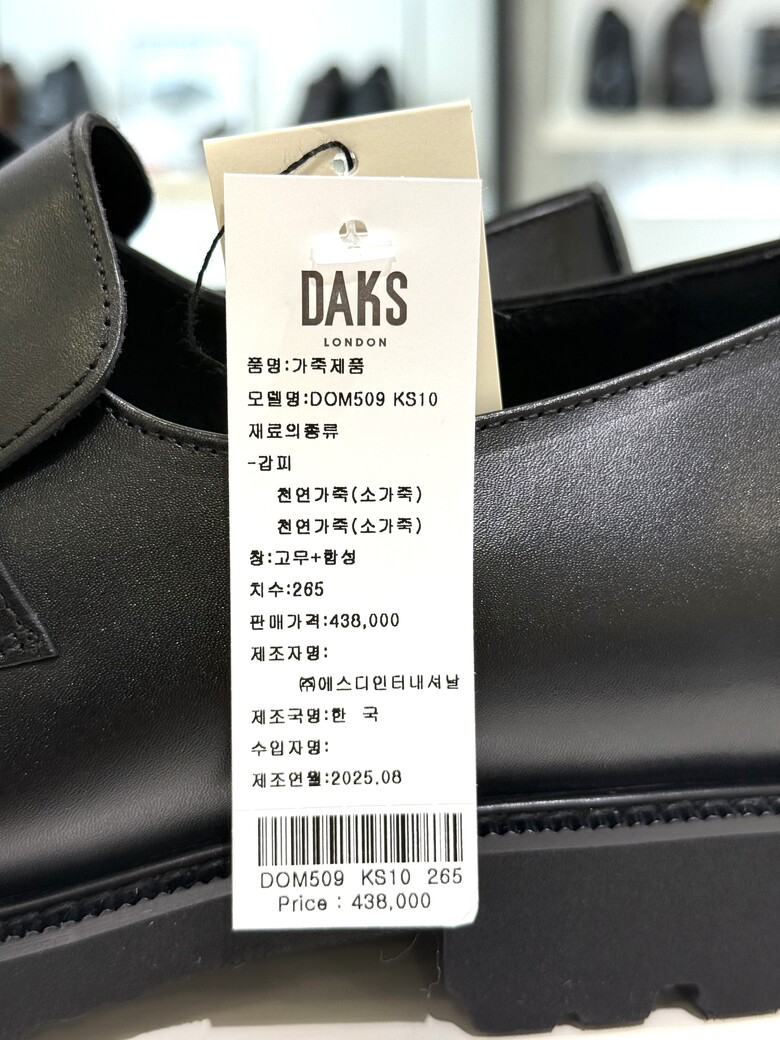 DAKS
LONDON
품명:가죽제품
모델명:DOM509 KS10
재료의종류
-갑피
천연가죽(소가죽)
천연가죽(소가죽)
창:고무+합성
치수:265
판매가격:438,000
제조자명:
㈜에스디인터내셔날
제조국명:한 국
수입자명:
제조연월:2025.08
DOM509 KS10 265
Price : 438,000